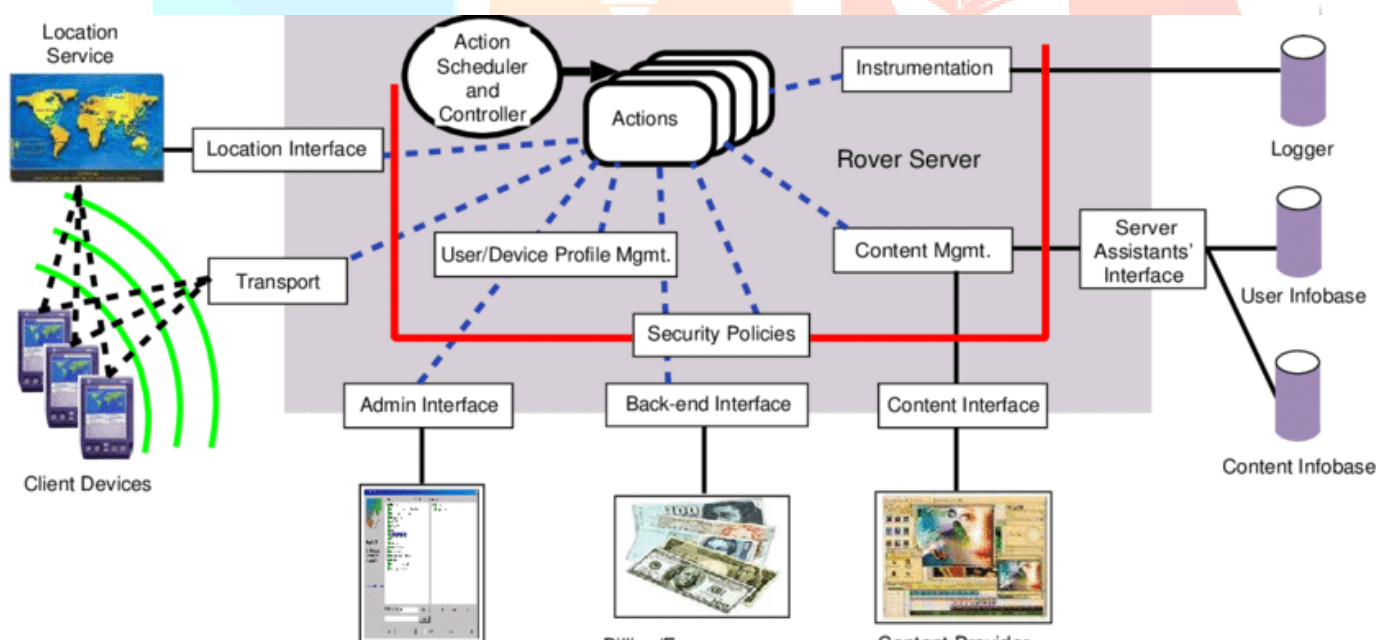 Location
Service
Action
Scheduler
and
Controller
Actions
Instrumentation
Logger
Location Interface
Rover Server
User/Device Profile Mgmt.
Content Mgmt.
Server
Assistants'
Interface
User Infobase
Transport
Security Policies
Admin Interface
Back-end Interface
Content Interface
Client Devices
Content Infobase
100